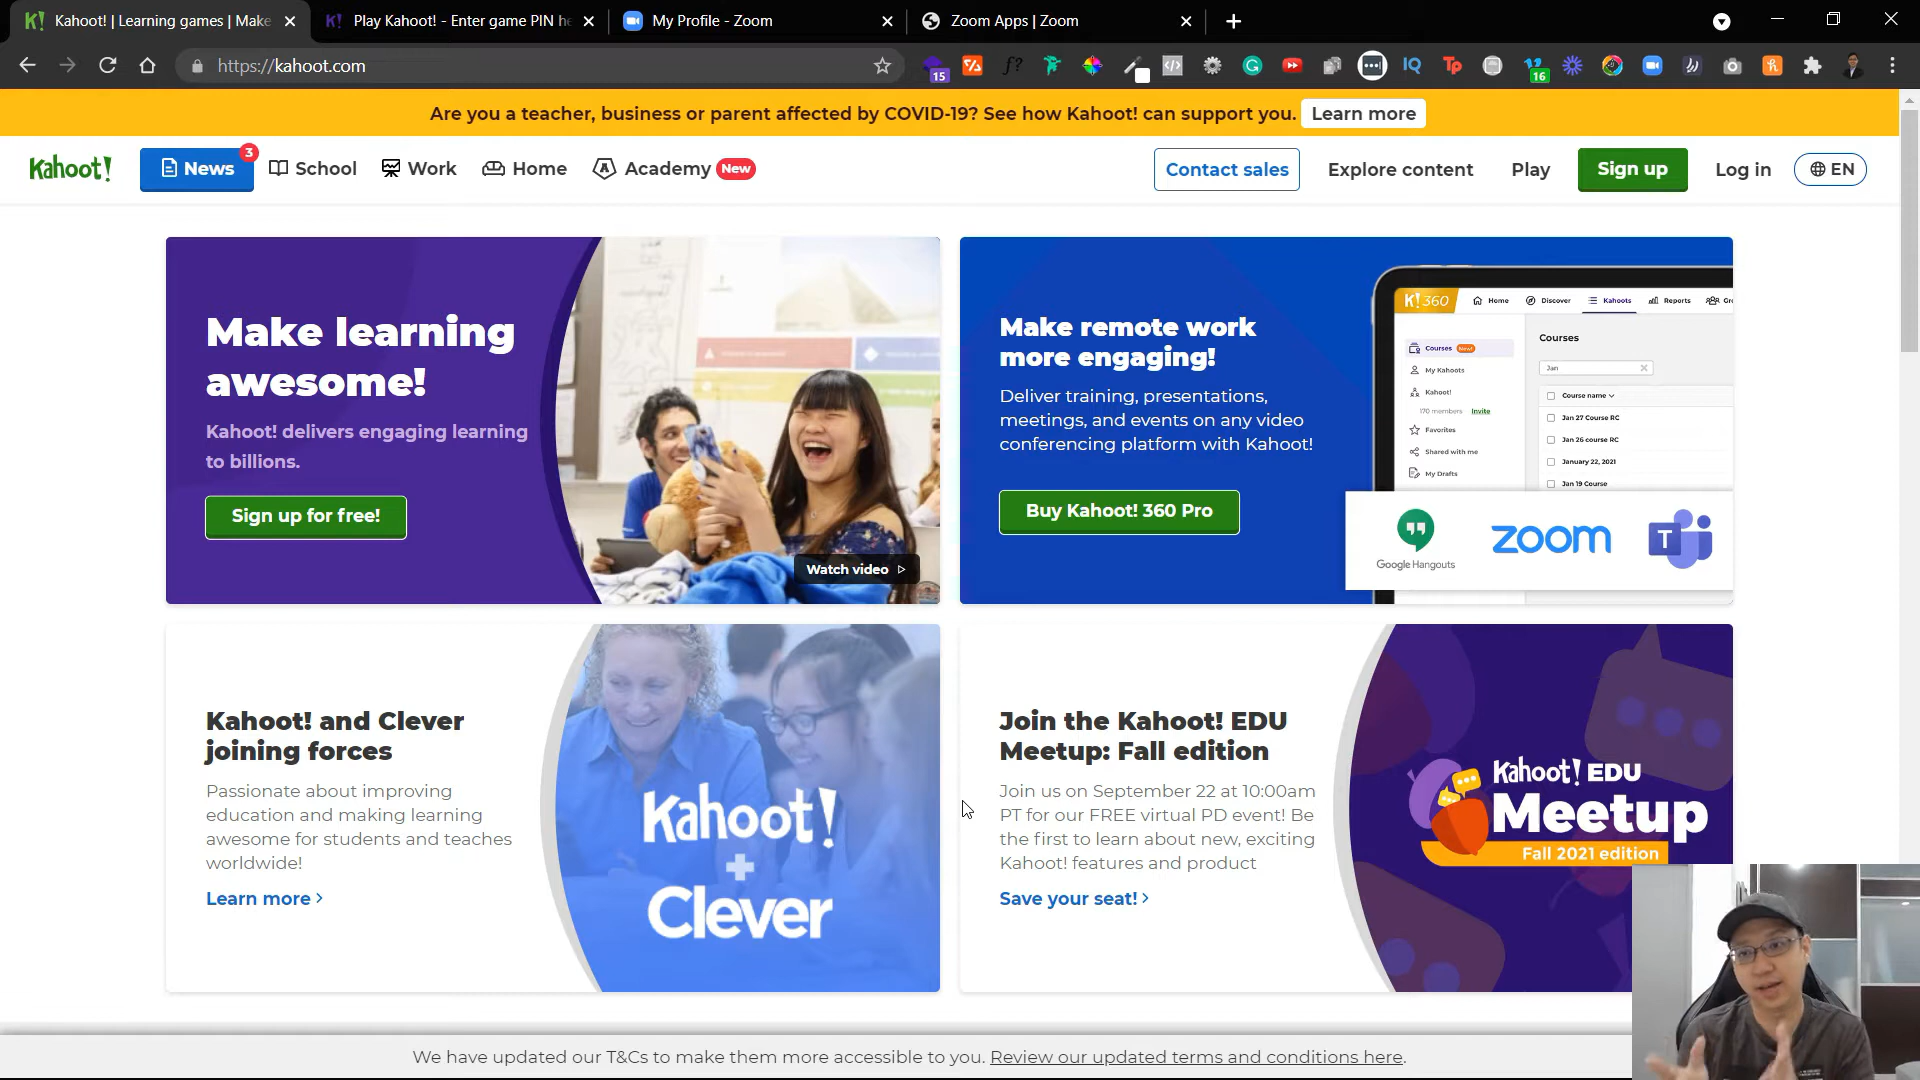 Kahoot! | Learning games | Make
Play Kahoot! - Enter game PIN he
My Profile - Zoom
Zoom Apps | Zoom
https://kahoot.com
15
16
Are you a teacher, business or parent affected by COVID-19? See how Kahoot! can support you. Learn more
Kahoot!
News
3
School
Work
Home
Academy New
Contact sales
Explore content
Play
Sign up
Log in
EN
Make learning
awesome!
Kahoot! delivers engaging learning
to billions.
Sign up for free!
Watch video
Make remote work
more engaging!
Deliver training, presentations,
meetings, and events on any video
conferencing platform with Kahoot!
Buy Kahoot! 360 Pro
K! 360 Home Discover Kahoots Reports Gr
Courses New!
My Kahoots
Kahoot!
170 members Invite
Favorites
Shared with me
My Drafts
Courses
Jan
Course name
Jan 27 Course RC
Jan 26 course RC
January 22, 2021
Jan 19 Course
Google Hangouts
zoom
T
Kahoot! and Clever
joining forces
Passionate about improving
education and making learning
awesome for students and teaches
worldwide!
Learn more
Kahoot!
+
Clever
Join the Kahoot! EDU
Meetup: Fall edition
Join us on September 22 at 10:00am
PT for our FREE virtual PD event! Be
the first to learn about new, exciting
Kahoot! features and product
Save your seat!
Kahoot! EDU
Meetup
Fall 2021 edition
We have updated our T&Cs to make them more accessible to you. Review our updated terms and conditions here.